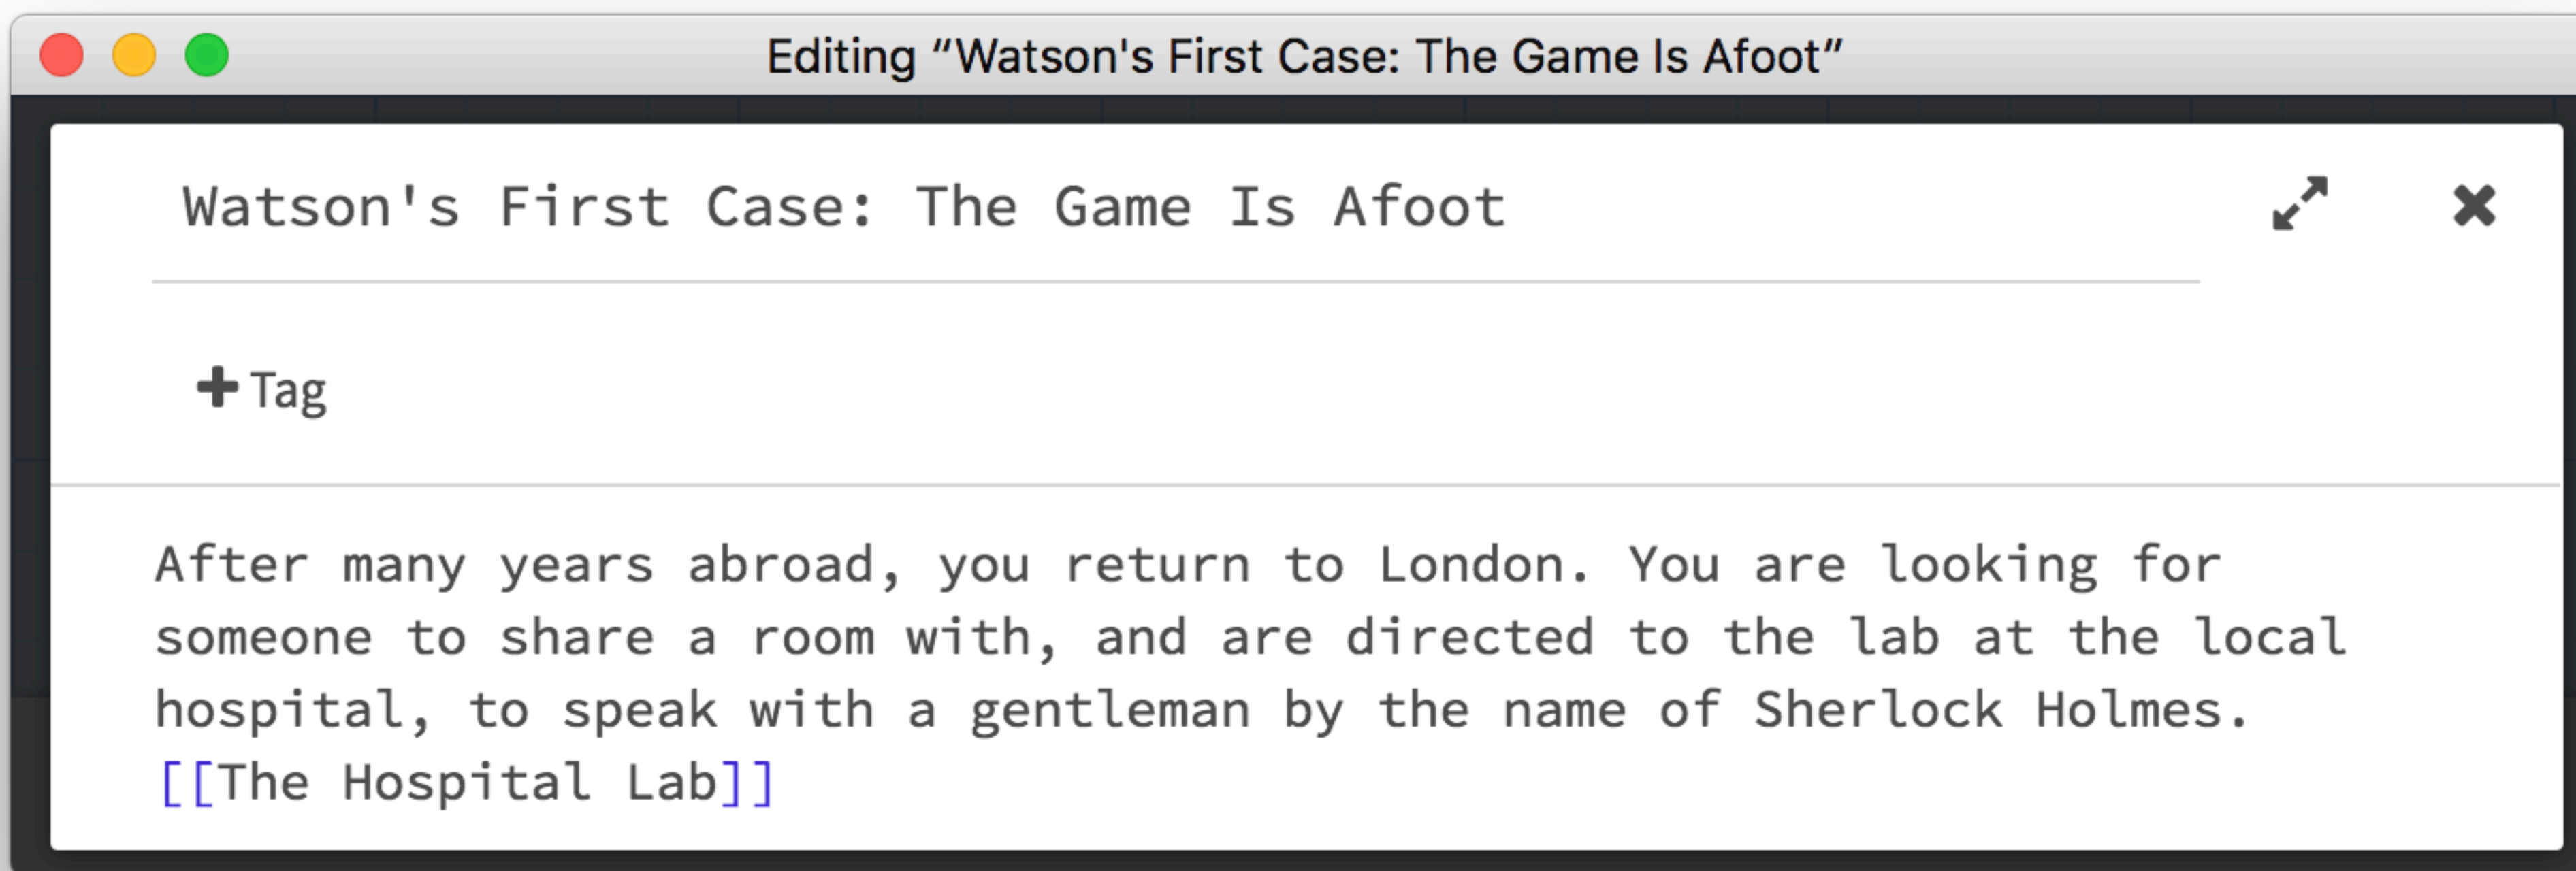 Editing “Watson's First Case: The Game Is Afoot”
Watson's First Case: The Game Is Afoot
Tag
After many years abroad, you return to London. You are looking for
someone to share a room with, and are directed to the lab at the local
hospital, to speak with a gentleman by the name of Sherlock Holmes.
[[The Hospital Lab]]